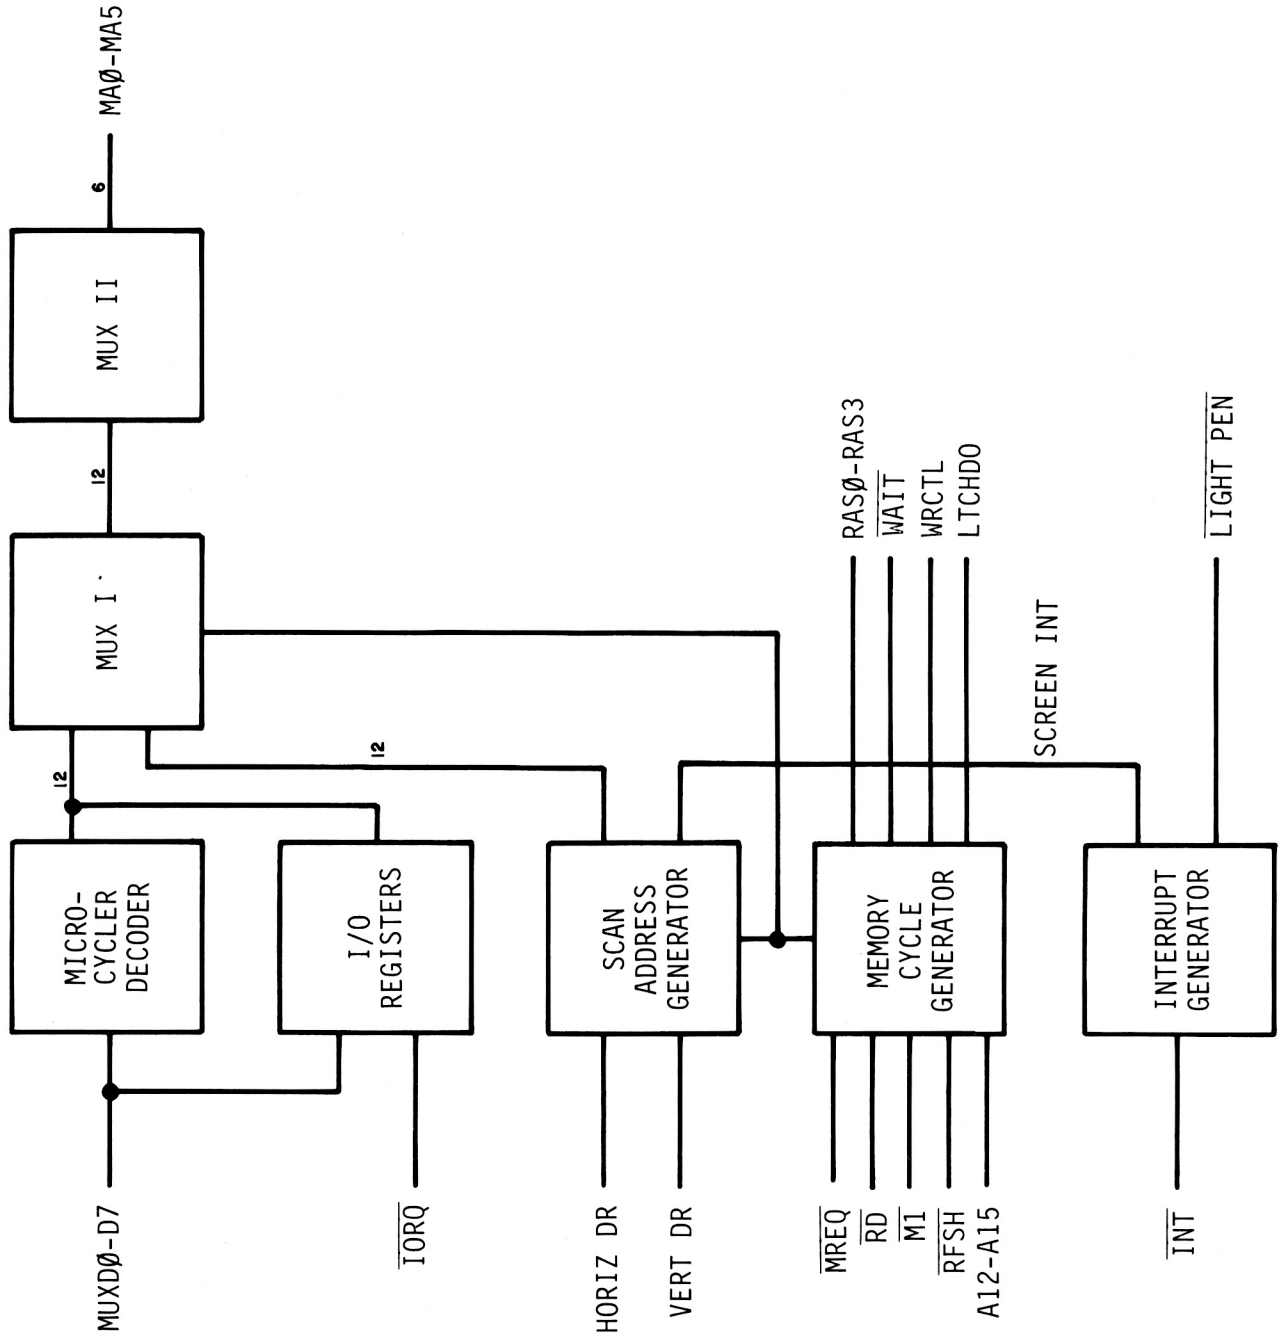 MUXDØ-D7
MICRO-
CYCLER
DECODER
12
MUX I
12
MUX II
6
MAØ-MA5
IORQ
I/O
REGISTERS
12
HORIZ DR
VERT DR
SCAN
ADDRESS
GENERATOR
MREQ
RD
M1
RFSH
A12-A15
MEMORY
CYCLE
GENERATOR
RASØ-RAS3
WAIT
WRCTL
LTCHDO
SCREEN INT
INT
INTERRUPT
GENERATOR
LIGHT PEN